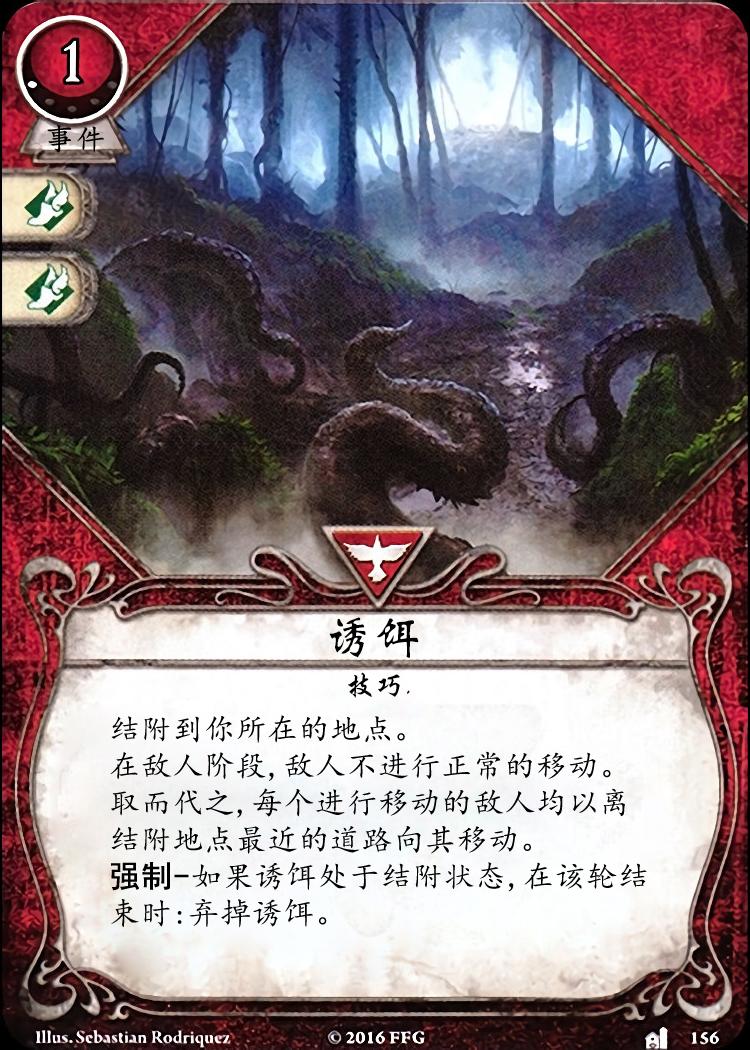 1
事件
诱饵
技巧.
结附到你所在的地点。
在敌人阶段,敌人不进行正常的移动。
取而代之,每个进行移动的敌人均以离
结附地点最近的道路向其移动。
强制-如果诱饵处于结附状态,在该轮结
束时:弃掉诱饵。
Illus. Sebastian Rodriquez
© 2016 FFG
156